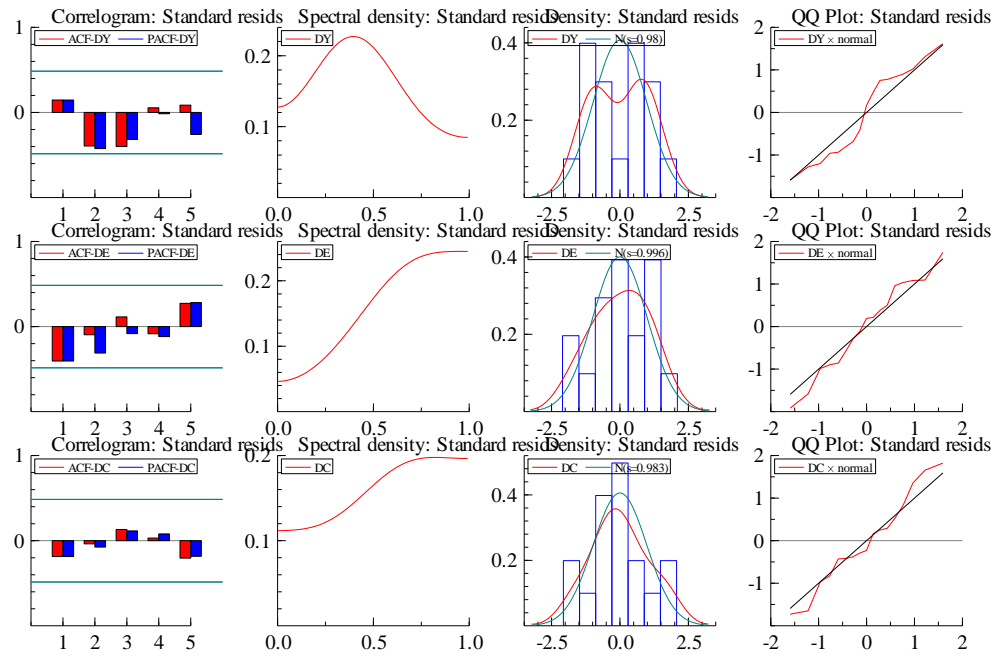 Correlogram: Standard resids Spectral density: Standard resids Density: Standard resids QQ Plot: Standard resids
1 ACF-DY PACF-DY DY 0.4 DY N(s=0.98) DY × normal
0.2 1
0 0.1 0.2 0
-1
1 2 3 4 5 0.0 0.5 1.0 -2.5 0.0 2.5 -2 -1 0 1 2
Correlogram: Standard resids Spectral density: Standard resids Density: Standard resids QQ Plot: Standard resids
1 ACF-DE PACF-DE DE 0.4 DE N(s=0.996) 2 DE × normal
0.2 1
0 0.1 0.2 0
-1
1 2 3 4 5 0.0 0.5 1.0 -2.5 0.0 2.5 -2 -1 0 1 2
Correlogram: Standard resids Spectral density: Standard resids Density: Standard resids QQ Plot: Standard resids
1 ACF-DC PACF-DC 0.2 DC DC N(s=0.983) 2 DC × normal
0.4 1
0 0.1 0.2 0
-1
1 2 3 4 5 0.0 0.5 1.0 -2.5 0.0 2.5 -2 -1 0 1 2